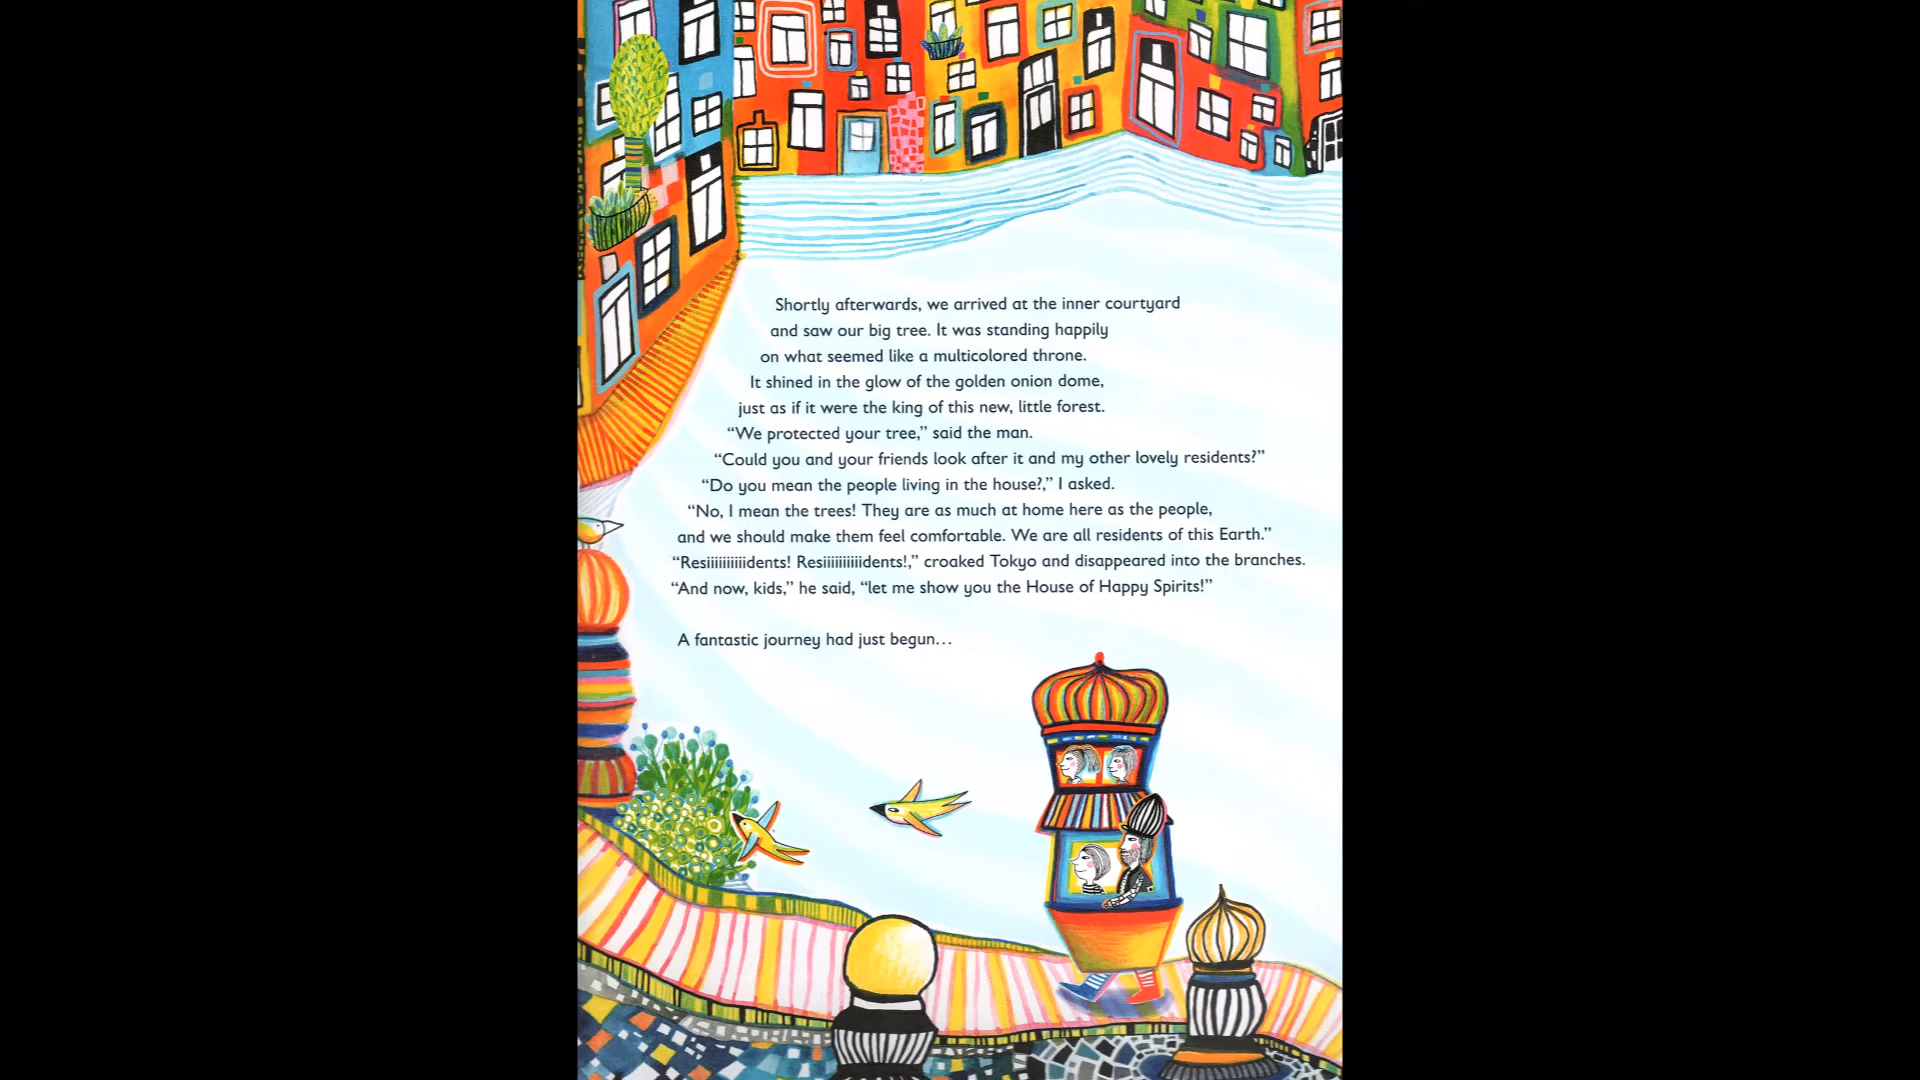 Shortly afterwards, we arrived at the inner courtyard
and saw our big tree. It was standing happily
on what seemed like a multicolored throne.
It shined in the glow of the golden onion dome,
just as if it were the king of this new, little forest.
“We protected your tree,” said the man.
“Could you and your friends look after it and my other lovely residents?”
“Do you mean the people living in the house?,” I asked.
“No, I mean the trees! They are as much at home here as the people,
and we should make them feel comfortable. We are all residents of this Earth.”
“Resiiiiiiiiiidents! Resiiiiiiiiiidents!,” croaked Tokyo and disappeared into the branches.
“And now, kids,” he said, “let me show you the House of Happy Spirits!”
A fantastic journey had just begun…